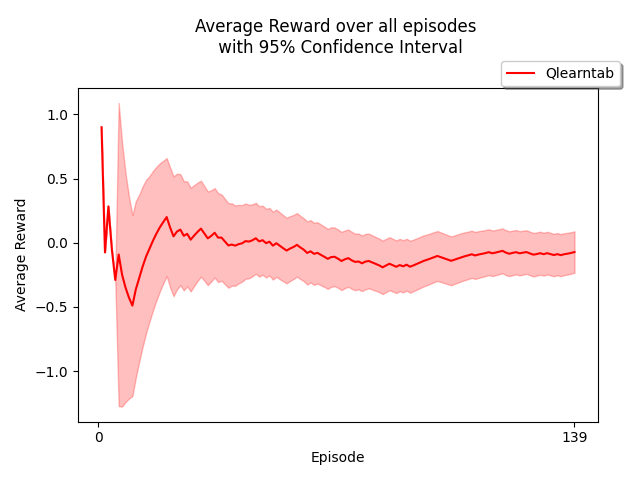 Average Reward over all episodes
with 95% Confidence Interval
Qlearntab
1.0
0.5
0.0
−0.5
−1.0
Average Reward
0
139
Episode